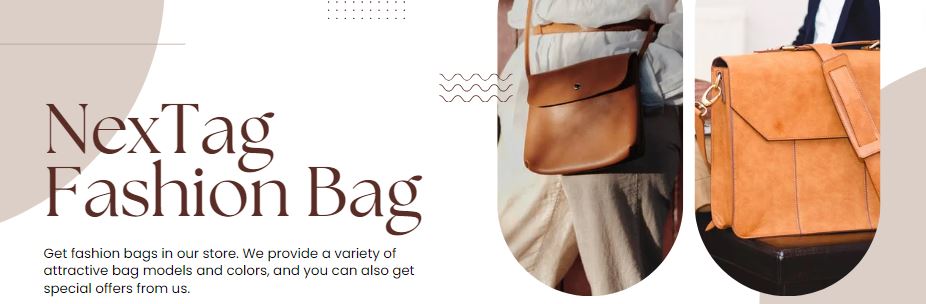 NexTag
Fashion Bag
Get fashion bags in our store. We provide a variety of
attractive bag models and colors, and you can also get
special offers from us.